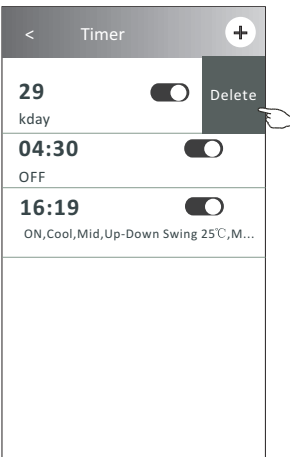 < Timer +
29
kday
Delete
04:30
OFF
16:19
ON,Cool,Mid,Up-Down Swing 25℃,M...